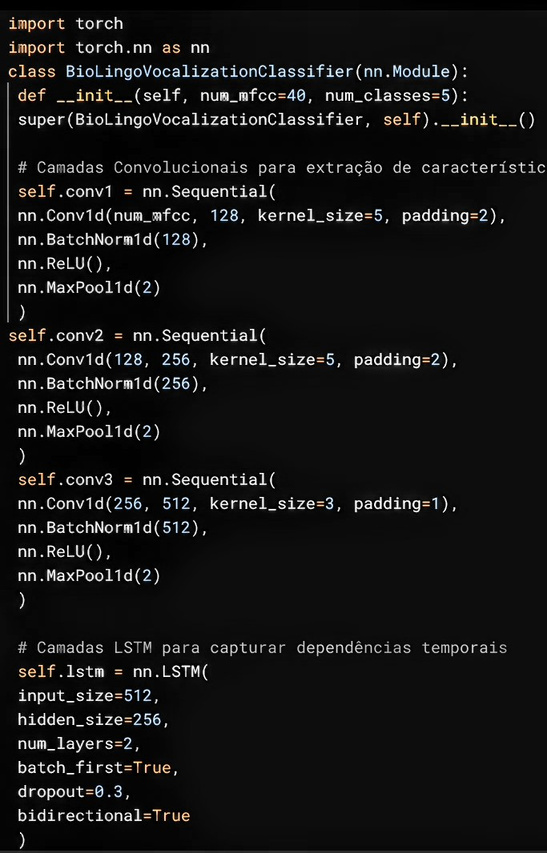 import torch
import torch.nn as nn
class BioLingoVocalizationClassifier(nn.Module):
def __init__(self, num_mfcc=40, num_classes=5):
super(BioLingoVocalizationClassifier, self).__init__()
# Camadas Convolucionais para extração de característic
self.conv1 = nn.Sequential(
nn.Conv1d(num_mfcc, 128, kernel_size=5, padding=2),
nn.BatchNorm1d(128),
nn.ReLU(),
nn.MaxPool1d(2)
)
self.conv2 = nn.Sequential(
nn.Conv1d(128, 256, kernel_size=5, padding=2),
nn.BatchNorm1d(256),
nn.ReLU(),
nn.MaxPool1d(2)
)
self.conv3 = nn.Sequential(
nn.Conv1d(256, 512, kernel_size=3, padding=1),
nn.BatchNorm1d(512),
nn.ReLU(),
nn.MaxPool1d(2)
)
# Camadas LSTM para capturar dependências temporais
self.lstm = nn.LSTM(
input_size=512,
hidden_size=256,
num_layers=2,
batch_first=True,
dropout=0.3,
bidirectional=True
)